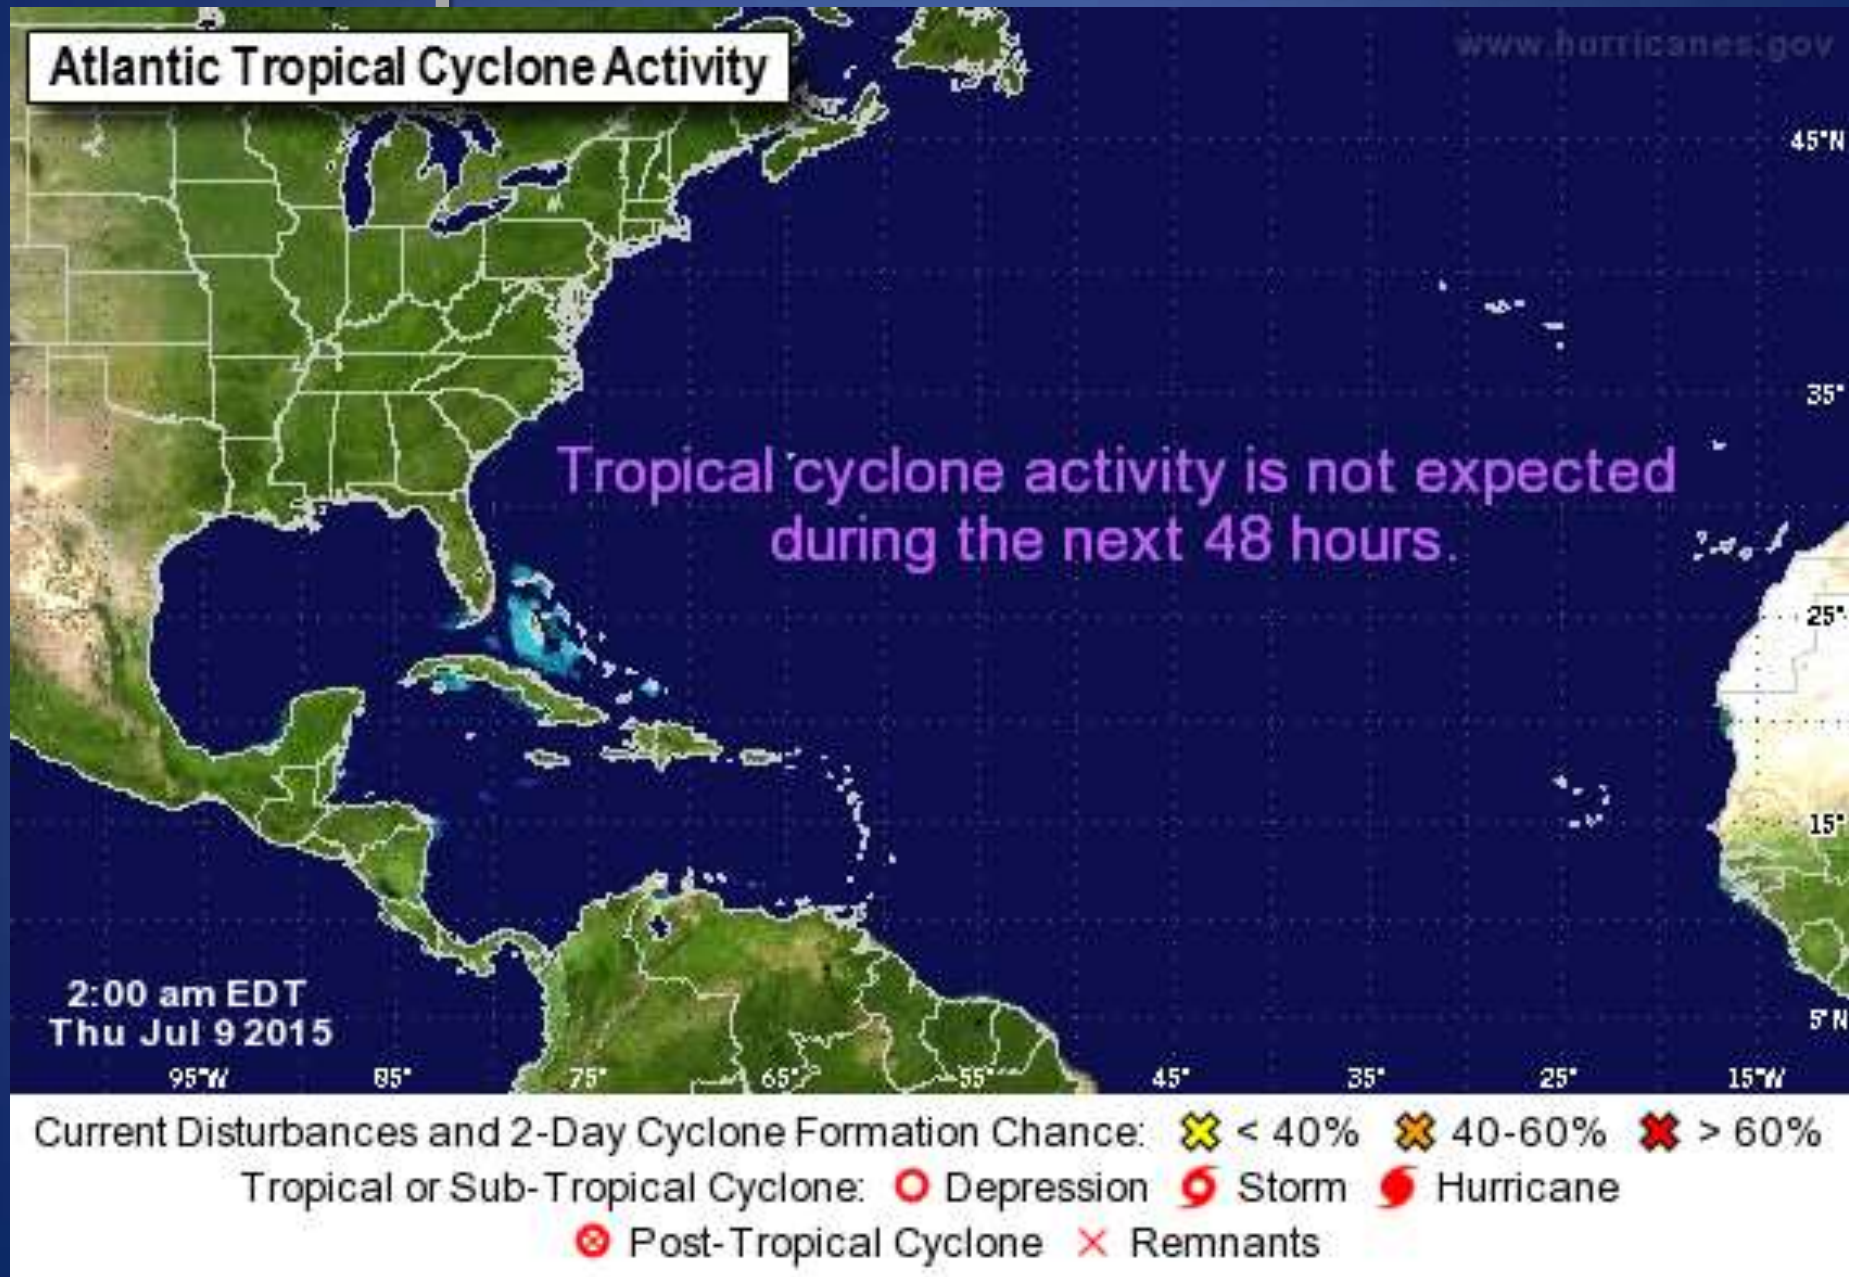 Atlantic Tropical Cyclone Activity
www.hurricanes.gov
45°N
35°
Tropical cyclone activity is not expected
during the next 48 hours.
25°
15°
2:00 am EDT
Thu Jul 9 2015
5°N
95°W 85° 75° 65° 55° 45° 35° 25° 15°W
Current Disturbances and 2-Day Cyclone Formation Chance: < 40% 40-60% > 60%
Tropical or Sub-Tropical Cyclone: Depression Storm Hurricane
Post-Tropical Cyclone Remnants